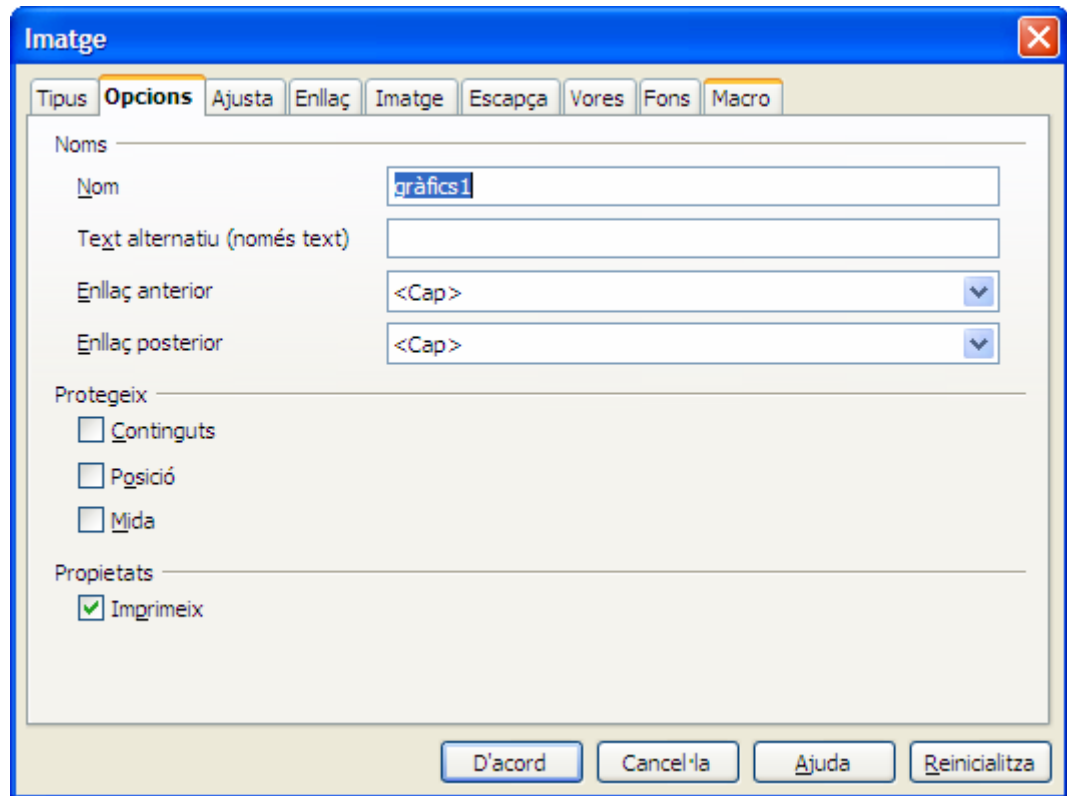 Imatge
Tipus Opcions Ajusta Enllaç Imatge Escapça Vores Fons Macro
Noms
Nom gràfics1
Text alternatiu (només text)
Enllaç anterior <Cap>
Enllaç posterior <Cap>
Protegeix
Continguts
Posició
Mida
Propietats
Imprimeix
D'acord Cancel·la Ajuda Reinicialitza